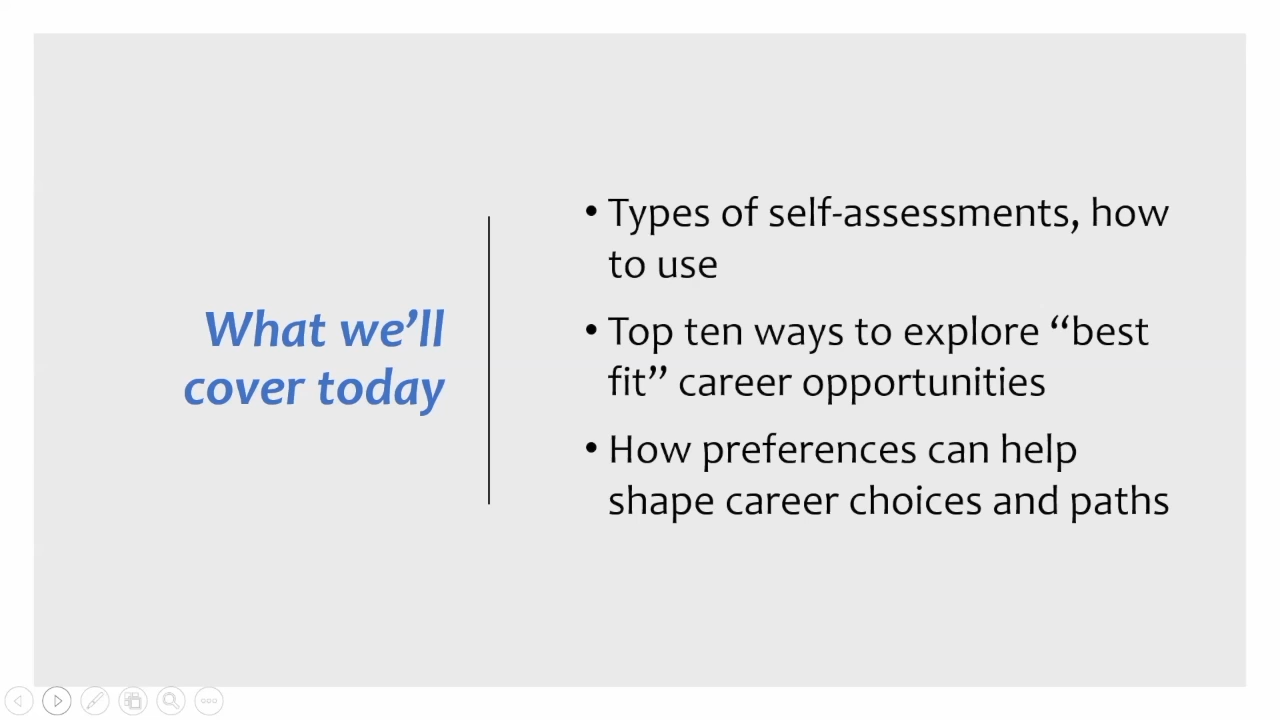 What we’ll
cover today
• Types of self-assessments, how
to use
• Top ten ways to explore “best
fit” career opportunities
• How preferences can help
shape career choices and paths